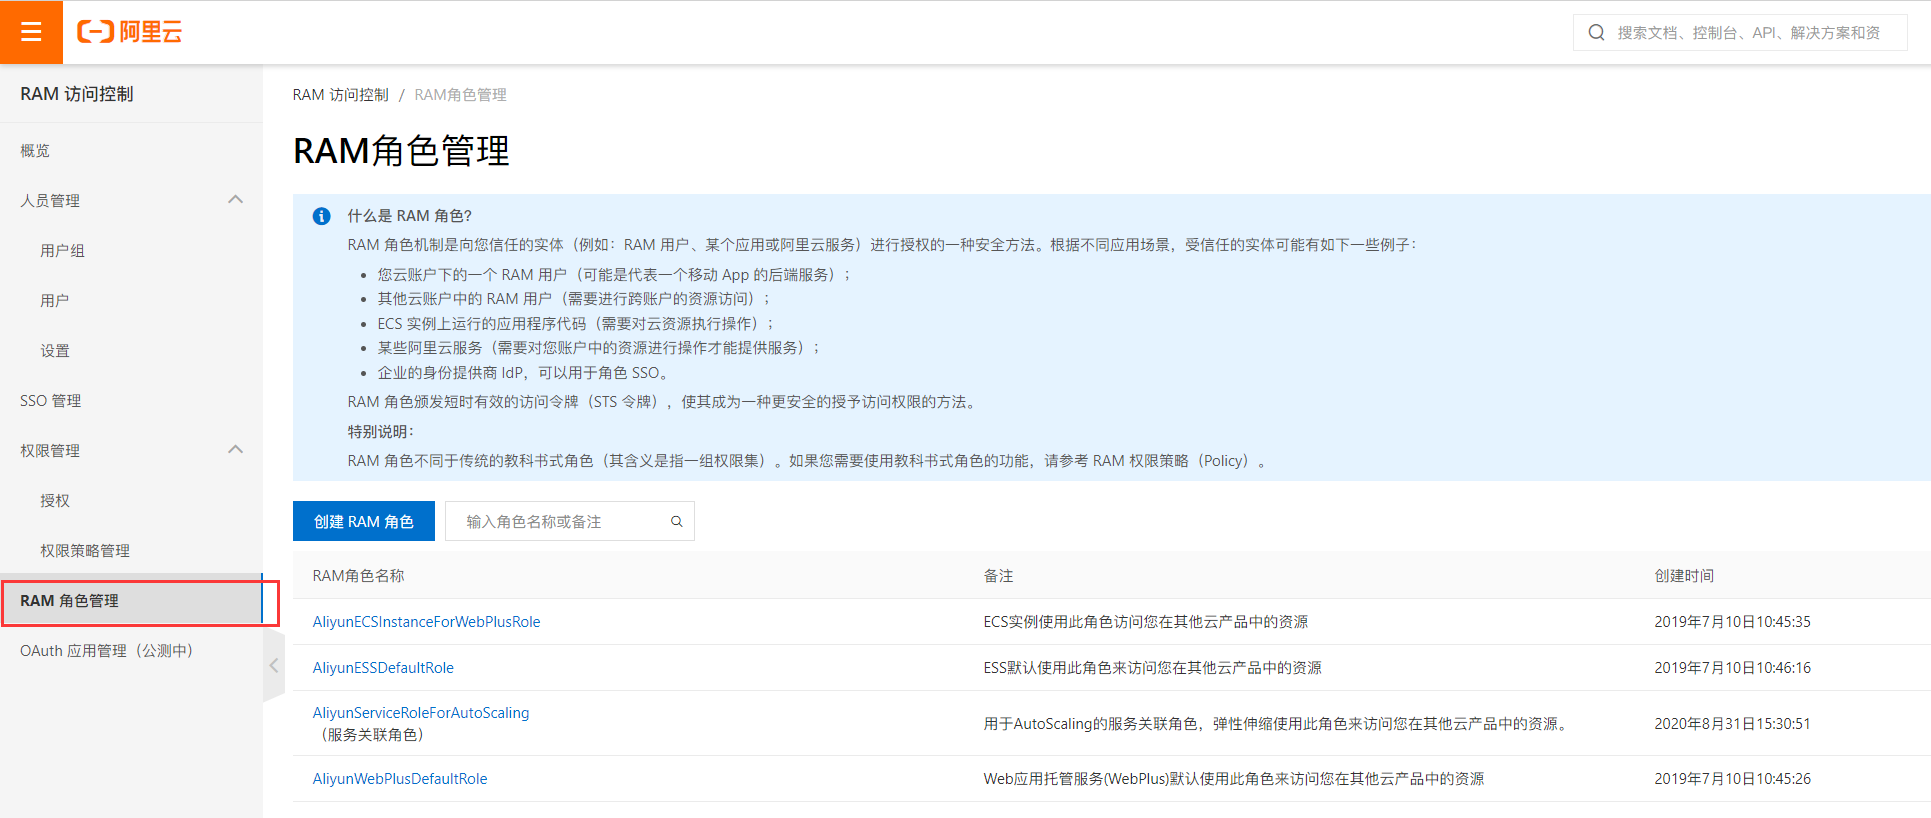 阿里云
搜索文档、控制台、API、解决方案和资
RAM 访问控制
概览
人员管理
用户组
用户
设置
SSO 管理
权限管理
授权
权限策略管理
RAM 角色管理
OAuth 应用管理（公测中）
RAM 访问控制 / RAM角色管理
RAM角色管理
什么是 RAM 角色?
RAM 角色机制是向您信任的实体（例如：RAM 用户、某个应用或阿里云服务）进行授权的一种安全方法。根据不同应用场景，受信任的实体可能有如下一些例子：
• 您云账户下的一个 RAM 用户（可能是代表一个移动 App 的后端服务）；
• 其他云账户中的 RAM 用户（需要进行跨账户的资源访问）；
• ECS 实例上运行的应用程序代码（需要对云资源执行操作）；
• 某些阿里云服务（需要对您账户中的资源进行操作才能提供服务）；
• 企业的身份提供商 IdP，可以用于角色 SSO。
RAM 角色颁发短时有效的访问令牌（STS 令牌），使其成为一种更安全的授予访问权限的方法。
特别说明：
RAM 角色不同于传统的教科书式角色（其含义是指一组权限集）。如果您需要使用教科书式角色的功能，请参考 RAM 权限策略（Policy）。
创建 RAM 角色 输入角色名称或备注
RAM角色名称 备注 创建时间
AliyunECSInstanceForWebPlusRole ECS实例使用此角色访问您在其他云产品中的资源 2019年7月10日10:45:35
AliyunESSDefaultRole ESS默认使用此角色来访问您在其他云产品中的资源 2019年7月10日10:46:16
AliyunServiceRoleForAutoScaling 用于AutoScaling的服务关联角色，弹性伸缩使用此角色来访问您在其他云产品中的资源。 2020年8月31日15:30:51
（服务关联角色）
AliyunWebPlusDefaultRole Web应用托管服务(WebPlus)默认使用此角色来访问您在其他云产品中的资源 2019年7月10日10:45:26